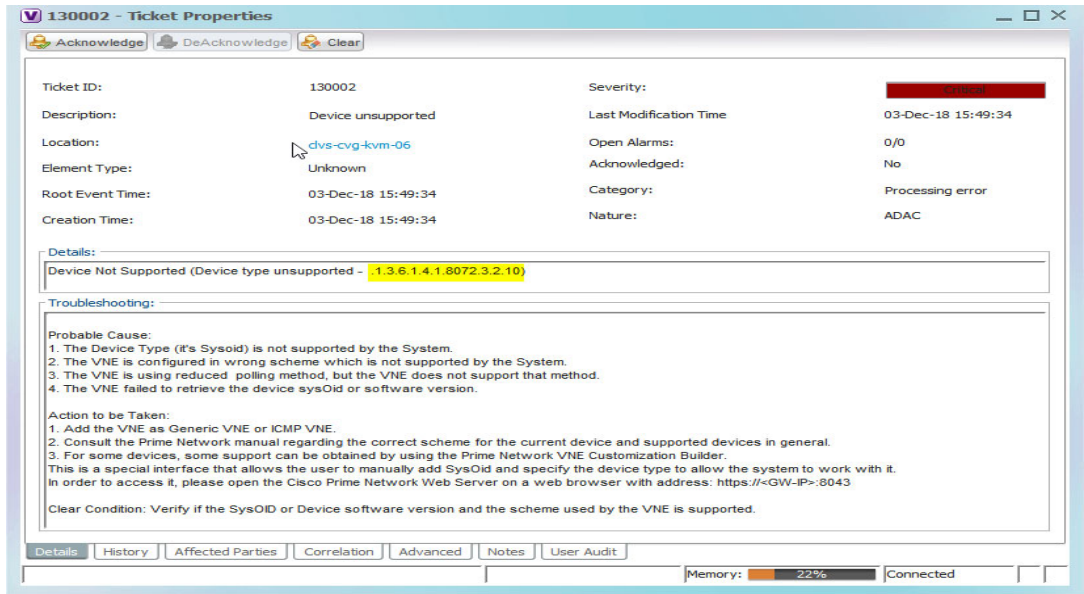 130002 - Ticket Properties
Acknowledge DeAcknowledge Clear
Ticket ID: 130002 Severity: Critical
Description: Device unsupported Last Modification Time 03-Dec-18 15:49:34
Location: dvs-cvg-kvm-06 Open Alarms: 0/0
Element Type: Unknown Acknowledged: No
Root Event Time: 03-Dec-18 15:49:34 Category: Processing error
Creation Time: 03-Dec-18 15:49:34 Nature: ADAC
Details:
Device Not Supported (Device type unsupported - .1.3.6.1.4.1.8072.3.2.10)
Troubleshooting:
Probable Cause:
1. The Device Type (it's Sysoid) is not supported by the System.
2. The VNE is configured in wrong scheme which is not supported by the System.
3. The VNE is using reduced polling method, but the VNE does not support that method.
4. The VNE failed to retrieve the device sysOid or software version.
Action to be Taken:
1. Add the VNE as Generic VNE or ICMP VNE.
2. Consult the Prime Network manual regarding the correct scheme for the current device and supported devices in general.
3. For some devices, some support can be obtained by using the Prime Network VNE Customization Builder.
This is a special interface that allows the user to manually add SysOid and specify the device type to allow the system to work with it.
In order to access it, please open the Cisco Prime Network Web Server on a web browser with address: https://<GW-IP>:8043
Clear Condition: Verify if the SysOID or Device software version and the scheme used by the VNE is supported.
Details History Affected Parties Correlation Advanced Notes User Audit
Memory: 22% Connected